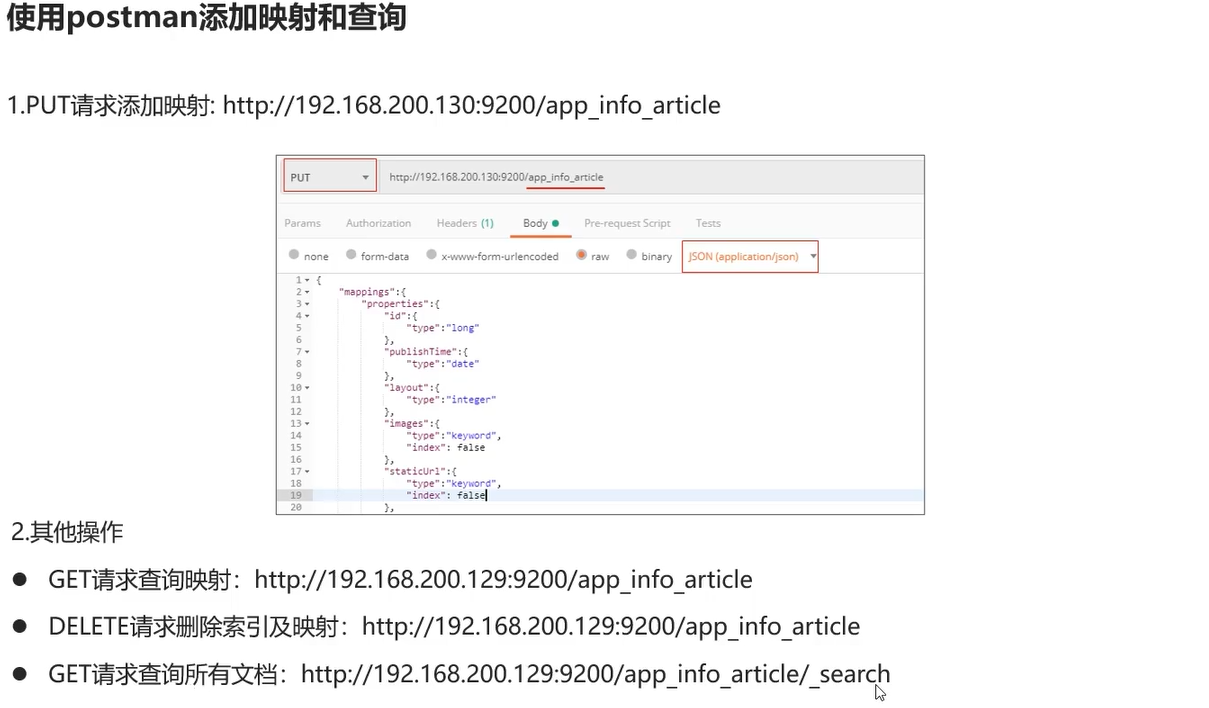 使用postman添加映射和查询
1.PUT请求添加映射: http://192.168.200.130:9200/app_info_article
PUT http://192.168.200.130:9200/app_info_article
Params Authorization Headers (1) Body Pre-request Script Tests
none form-data x-www-form-urlencoded raw binary JSON (application/json)
1 {
2 "mappings":{
3 "properties":{
4 "id":{
5 "type":"long"
6 },
7 "publishTime":{
8 "type":"date"
9 },
10 "layout":{
11 "type":"integer"
12 },
13 "images":{
14 "type":"keyword",
15 "index": false
16 },
17 "staticUrl":{
18 "type":"keyword",
19 "index": false
20 },
2.其他操作
● GET请求查询映射：http://192.168.200.129:9200/app_info_article
● DELETE请求删除索引及映射：http://192.168.200.129:9200/app_info_article
● GET请求查询所有文档：http://192.168.200.129:9200/app_info_article/_search